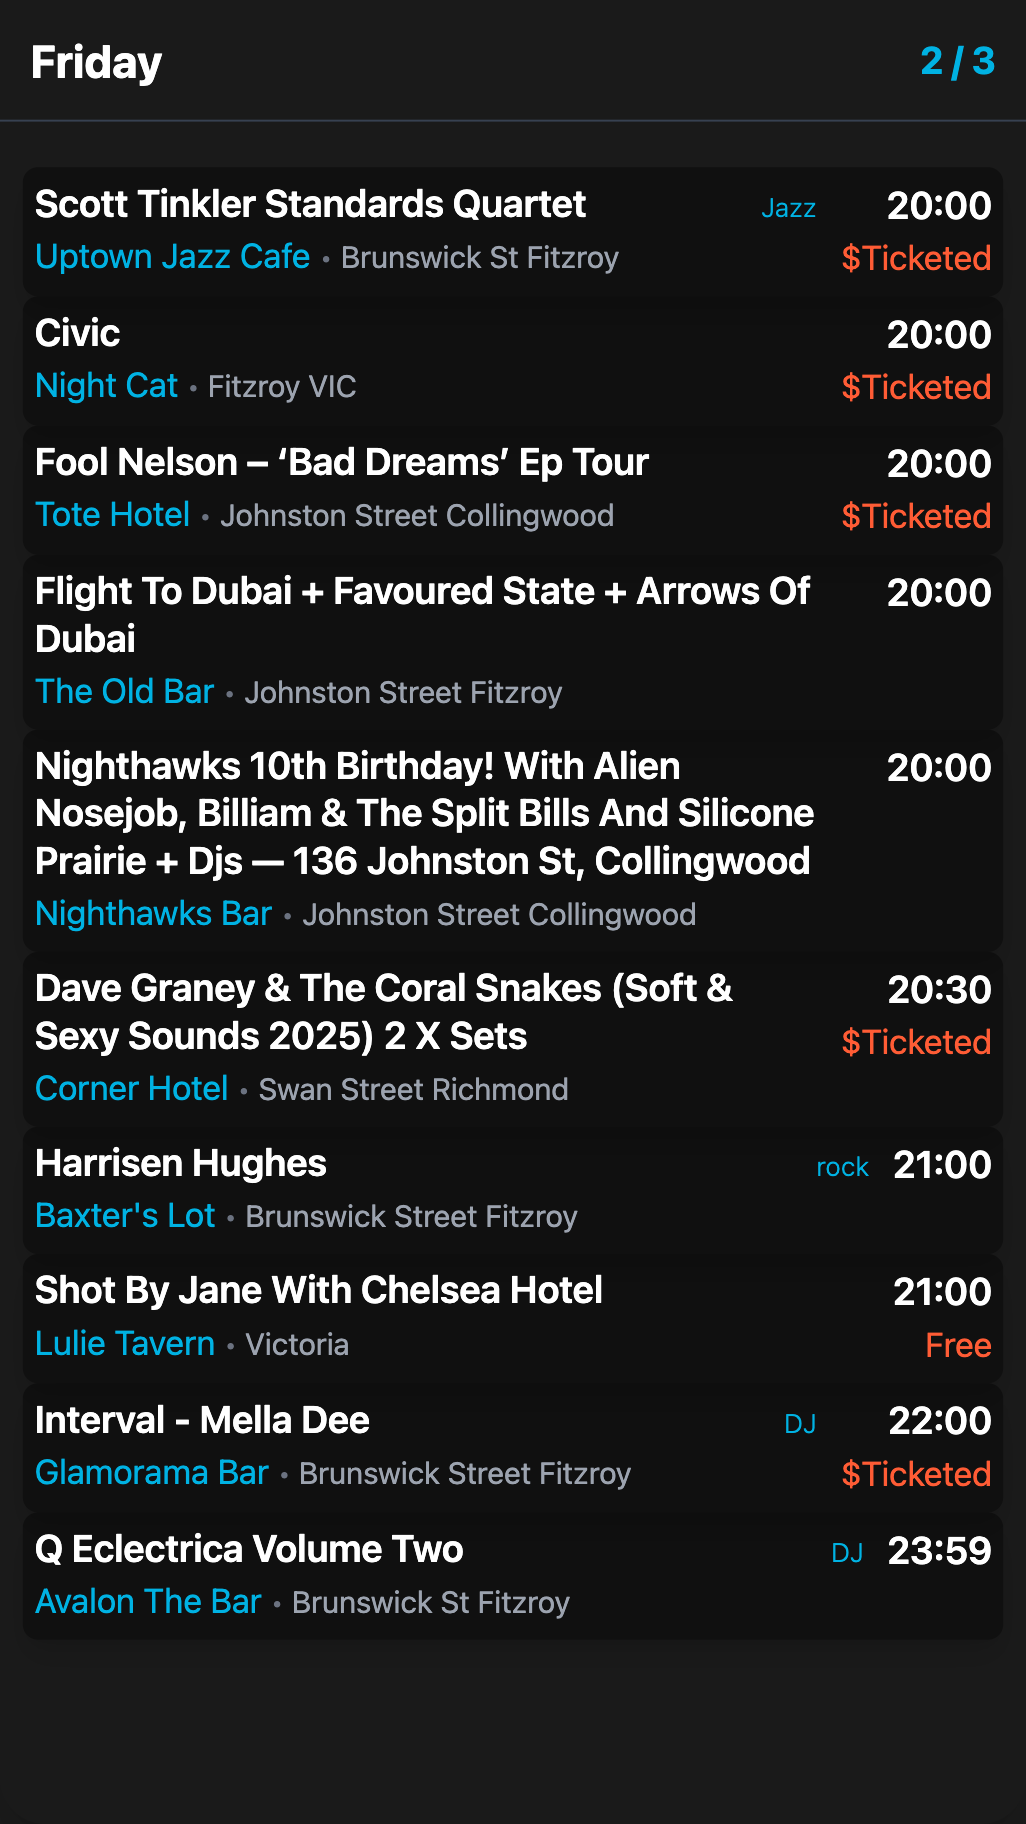 Friday 2 / 3
Scott Tinkler Standards Quartet Jazz 20:00
Uptown Jazz Cafe • Brunswick St Fitzroy $Ticketed
Civic 20:00
Night Cat • Fitzroy VIC $Ticketed
Fool Nelson – ‘Bad Dreams’ Ep Tour 20:00
Tote Hotel • Johnston Street Collingwood $Ticketed
Flight To Dubai + Favoured State + Arrows Of 20:00
Dubai
The Old Bar • Johnston Street Fitzroy
Nighthawks 10th Birthday! With Alien 20:00
Nosejob, Billiam & The Split Bills And Silicone
Prairie + Djs — 136 Johnston St, Collingwood
Nighthawks Bar • Johnston Street Collingwood
Dave Graney & The Coral Snakes (Soft & 20:30
Sexy Sounds 2025) 2 X Sets $Ticketed
Corner Hotel • Swan Street Richmond
Harrisen Hughes rock 21:00
Baxter's Lot • Brunswick Street Fitzroy
Shot By Jane With Chelsea Hotel 21:00
Lulie Tavern • Victoria Free
Interval - Mella Dee DJ 22:00
Glamorama Bar • Brunswick Street Fitzroy $Ticketed
Q Eclectrica Volume Two DJ 23:59
Avalon The Bar • Brunswick St Fitzroy